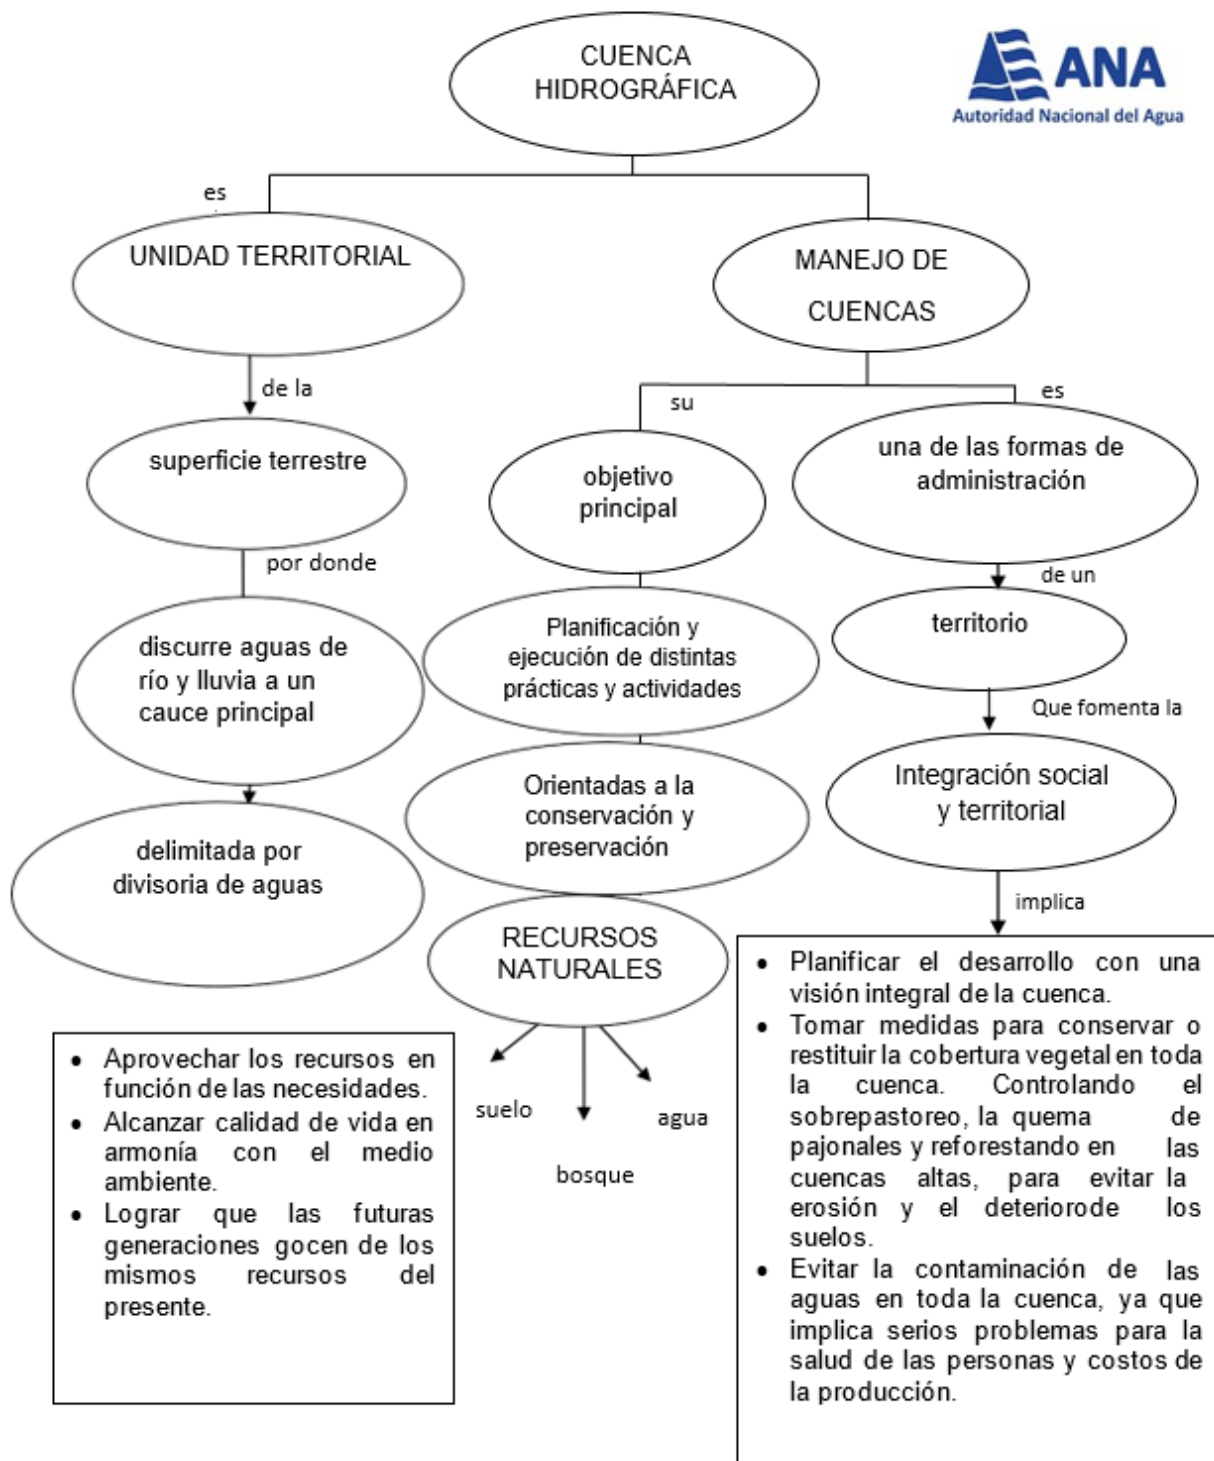 CUENCA
HIDROGRÁFICA
ANA
Autoridad Nacional del Agua
es
UNIDAD TERRITORIAL
MANEJO DE
CUENCAS
de la
su
es
superficie terrestre
objetivo
principal
una de las formas de
administración
por donde
de un
discurre aguas de
río y lluvia a un
cauce principal
Planificación y
ejecución de distintas
prácticas y actividades
territorio
Que fomenta la
delimitada por
divisoria de aguas
Orientadas a la
conservación y
preservación
Integración social
y territorial
implica
RECURSOS
NATURALES
suelo
bosque
agua
• Aprovechar los recursos en
función de las necesidades.
• Alcanzar calidad de vida en
armonía con el medio
ambiente.
• Lograr que las futuras
generaciones gocen de los
mismos recursos del
presente.
• Planificar el desarrollo con una
visión integral de la cuenca.
• Tomar medidas para conservar o
restituir la cobertura vegetal en toda
la cuenca. Controlando el
sobrepastoreo, la quema de
pajonales y reforestando en las
cuencas altas, para evitar la
erosión y el deteriorode los
suelos.
• Evitar la contaminación de las
aguas en toda la cuenca, ya que
implica serios problemas para la
salud de las personas y costos de
la producción.